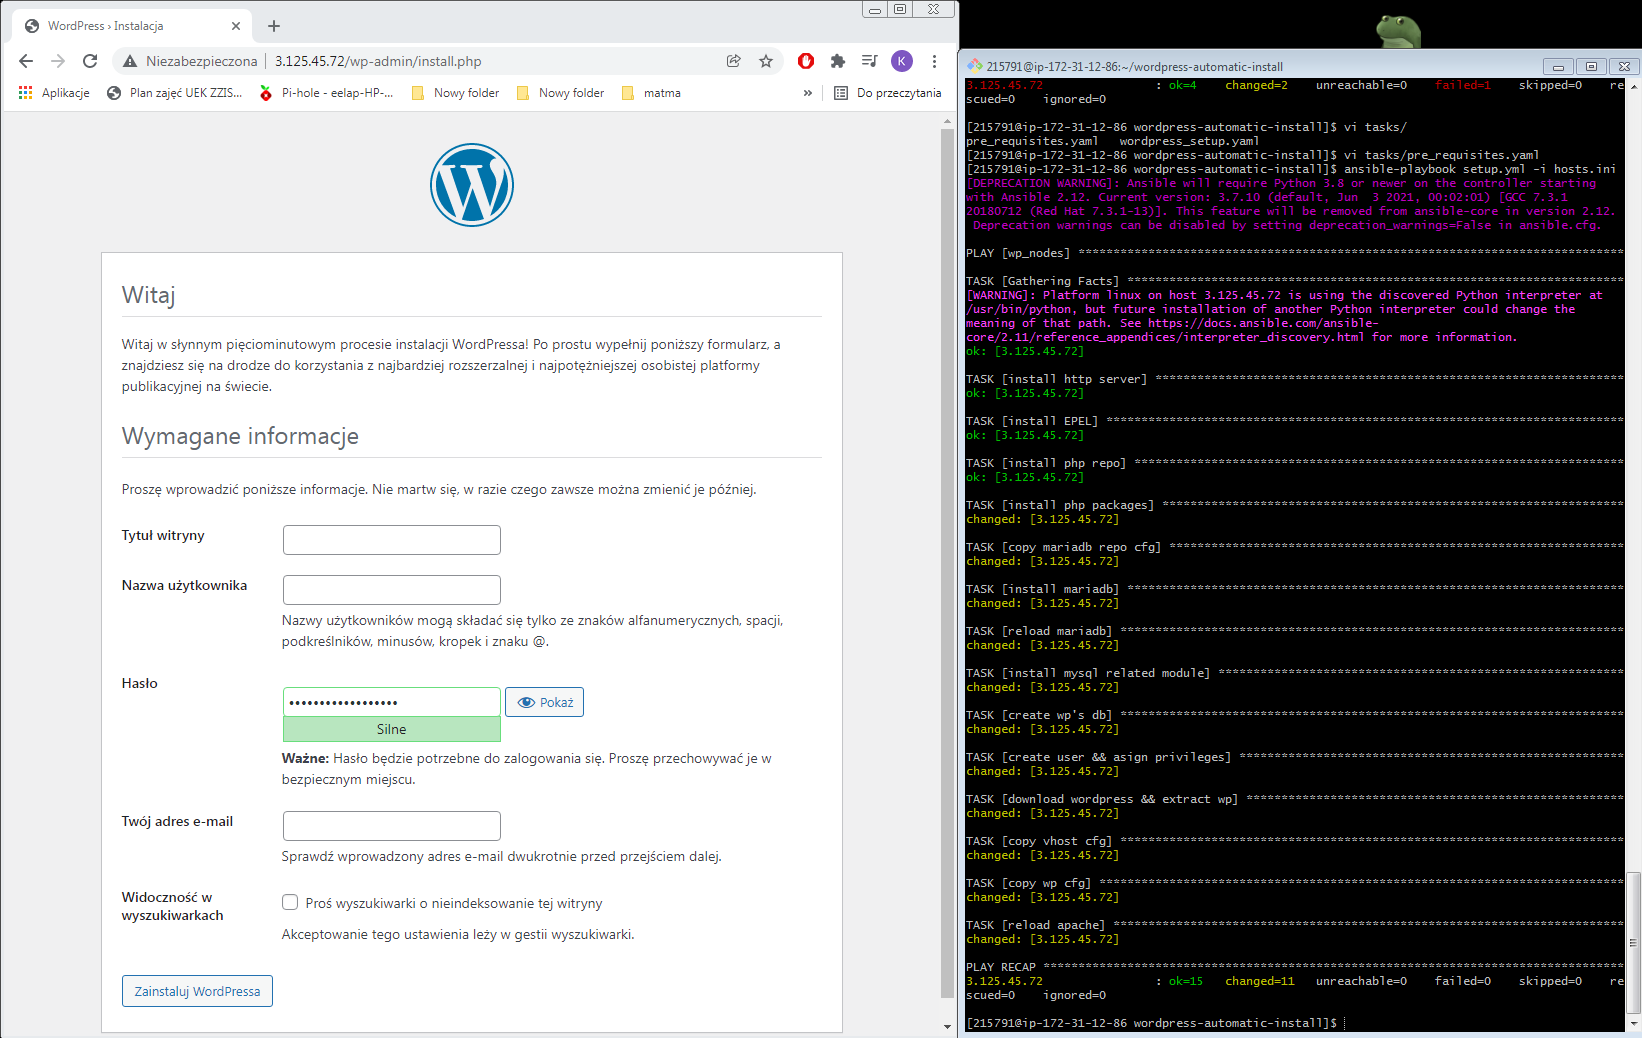 WordPress › Instalacja
Niezabezpieczona
3.125.45.72/wp-admin/install.php
K
Aplikacje
Plan zajęć UEK ZZIS...
Pi-hole - eelap-HP-...
Nowy folder
Nowy folder
matma
»
Do przeczytania
W
Witaj
Witaj w słynnym pięciominutowym procesie instalacji WordPressa! Po prostu wypełnij poniższy formularz, a
znajdziesz się na drodze do korzystania z najbardziej rozszerzalnej i najpotężniejszej osobistej platformy
publikacyjnej na świecie.
Wymagane informacje
Proszę wprowadzić poniższe informacje. Nie martw się, w razie czego zawsze można zmienić je później.
Tytuł witryny
Nazwa użytkownika
Nazwy użytkowników mogą składać się tylko ze znaków alfanumerycznych, spacji,
podkreślników, minusów, kropek i znaku @.
Hasło
••••••••••••••••••
Pokaż
Silne
Ważne: Hasło będzie potrzebne do zalogowania się. Proszę przechowywać je w
bezpiecznym miejscu.
Twój adres e-mail
Sprawdź wprowadzony adres e-mail dwukrotnie przed przejściem dalej.
Widoczność w
wyszukiwarkach
Proś wyszukiwarki o nieindeksowanie tej witryny
Akceptowanie tego ustawienia leży w gestii wyszukiwarki.
Zainstaluj WordPressa
215791@ip-172-31-12-86:~/wordpress-automatic-install
3.125.45.72                : ok=4    changed=2    unreachable=0    failed=1    skipped=0    re
scued=0    ignored=0
[215791@ip-172-31-12-86 wordpress-automatic-install]$ vi tasks/
pre_requisites.yaml   wordpress_setup.yaml
[215791@ip-172-31-12-86 wordpress-automatic-install]$ vi tasks/pre_requisites.yaml
[215791@ip-172-31-12-86 wordpress-automatic-install]$ ansible-playbook setup.yml -i hosts.ini
[DEPRECATION WARNING]: Ansible will require Python 3.8 or newer on the controller starting
with Ansible 2.12. Current version: 3.7.10 (default, Jun  3 2021, 00:02:01) [GCC 7.3.1
20180712 (Red Hat 7.3.1-13)]. This feature will be removed from ansible-core in version 2.12.
 Deprecation warnings can be disabled by setting deprecation_warnings=False in ansible.cfg.
PLAY [wp_nodes] ******************************************************************************
TASK [Gathering Facts] ***********************************************************************
[WARNING]: Platform linux on host 3.125.45.72 is using the discovered Python interpreter at
/usr/bin/python, but future installation of another Python interpreter could change the
meaning of that path. See https://docs.ansible.com/ansible-
core/2.11/reference_appendices/interpreter_discovery.html for more information.
ok: [3.125.45.72]
TASK [install http server] *******************************************************************
ok: [3.125.45.72]
TASK [install EPEL] **************************************************************************
ok: [3.125.45.72]
TASK [install php repo] **********************************************************************
ok: [3.125.45.72]
TASK [install php packages] ******************************************************************
changed: [3.125.45.72]
TASK [copy mariadb repo cfg] *****************************************************************
changed: [3.125.45.72]
TASK [install mariadb] ***********************************************************************
changed: [3.125.45.72]
TASK [reload mariadb] ************************************************************************
changed: [3.125.45.72]
TASK [install mysql related module] **********************************************************
changed: [3.125.45.72]
TASK [create wp's db] ************************************************************************
changed: [3.125.45.72]
TASK [create user && asign privileges] *******************************************************
changed: [3.125.45.72]
TASK [download wordpress && extract wp] ******************************************************
changed: [3.125.45.72]
TASK [copy vhost cfg] ************************************************************************
changed: [3.125.45.72]
TASK [copy wp cfg] ***************************************************************************
changed: [3.125.45.72]
TASK [reload apache] *************************************************************************
changed: [3.125.45.72]
PLAY RECAP ***********************************************************************************
3.125.45.72                : ok=15   changed=11   unreachable=0    failed=0    skipped=0    re
scued=0    ignored=0
[215791@ip-172-31-12-86 wordpress-automatic-install]$